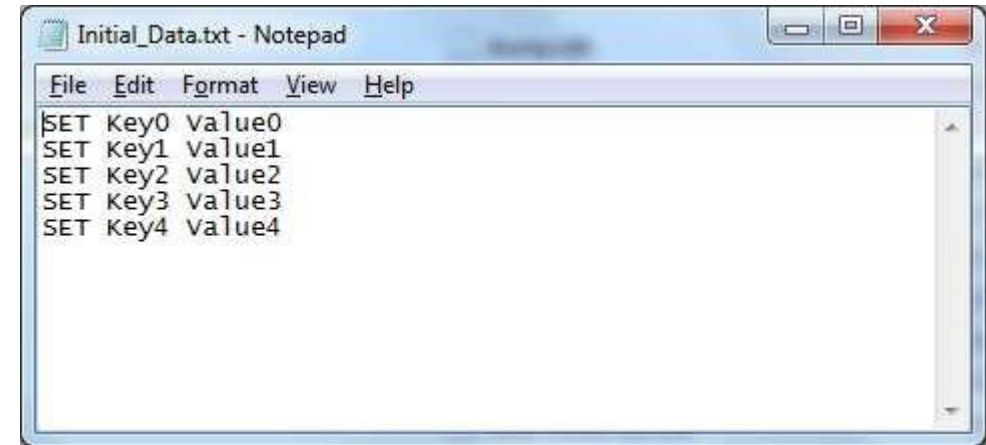 Initial_Data.txt - Notepad
File Edit Format View Help
SET Key0 Value0
SET Key1 Value1
SET Key2 Value2
SET Key3 Value3
SET Key4 Value4